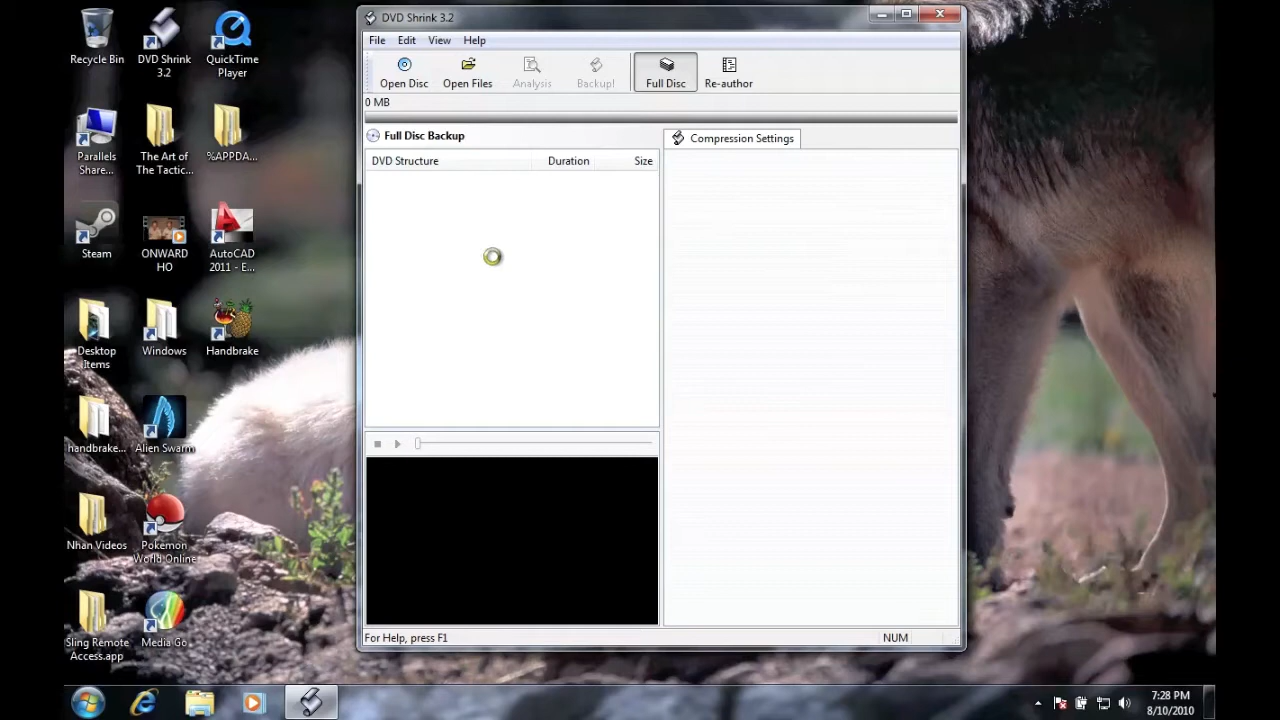 Recycle Bin
DVD Shrink
3.2
QuickTime
Player
Parallels
Share...
The Art of
The Tactic...
%APPDA...
Steam
ONWARD
HO
AutoCAD
2011 - E...
Desktop
Items
Windows
Handbrake
handbrake...
Alien Swarm
Nhan Videos
Pokemon
World Online
Sling Remote
Access.app
Media Go
DVD Shrink 3.2
File Edit View Help
Open Disc Open Files Analysis Backup! Full Disc Re-author
0 MB
Full Disc Backup
DVD Structure Duration Size
Compression Settings
For Help, press F1
NUM
7:28 PM
8/10/2010